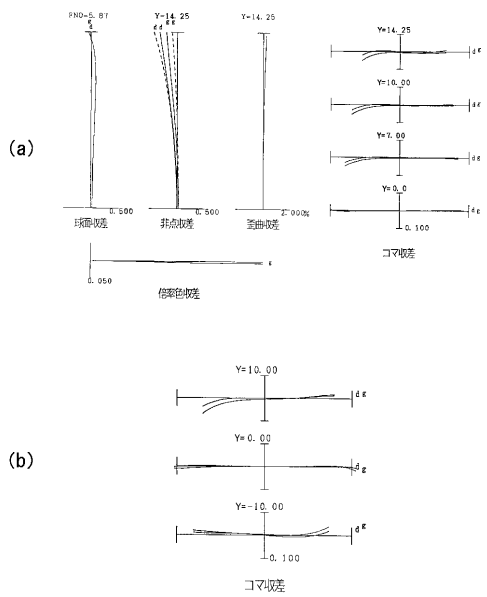 (a)
FNO=5.87
g
d
0.500
球面収差
Y=14.25
g d g g
0.500
非点収差
Y=14.25
2.000%
歪曲収差
Y=14.25
d g
Y=10.00
d g
Y=7.00
d g
Y=0.0
d g
0.100
コマ収差
g
0.050
倍率色収差
(b)
Y=10.00
d g
Y=0.00
d g
Y=-10.00
d g
0.100
コマ収差